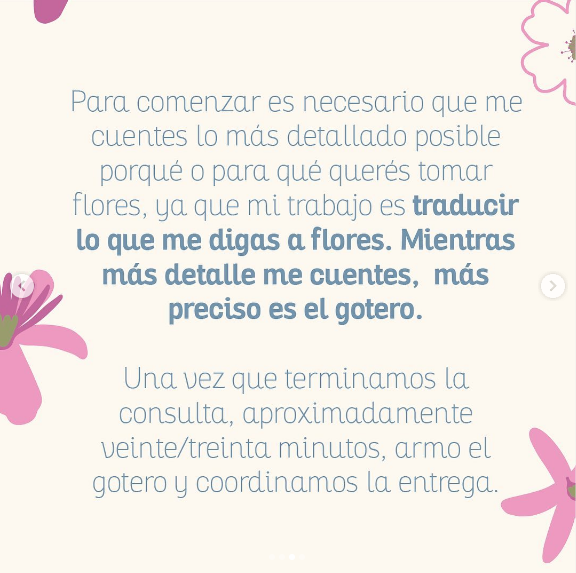 Para comenzar es necesario que me
cuentes lo más detallado posible
porqué o para qué querés tomar
flores, ya que mi trabajo es traducir
lo que me digas a flores. Mientras
más detalle me cuentes, más
preciso es el gotero.
Una vez que terminamos la
consulta, aproximadamente
veinte/treinta minutos, armo el
gotero y coordinamos la entrega.